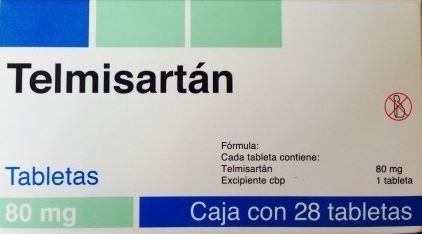 Telmisartán
Fórmula:
Cada tableta contiene:
Telmisartán 80 mg
Excipiente cbp 1 tableta
Tabletas
80 mg
Caja con 28 tabletas